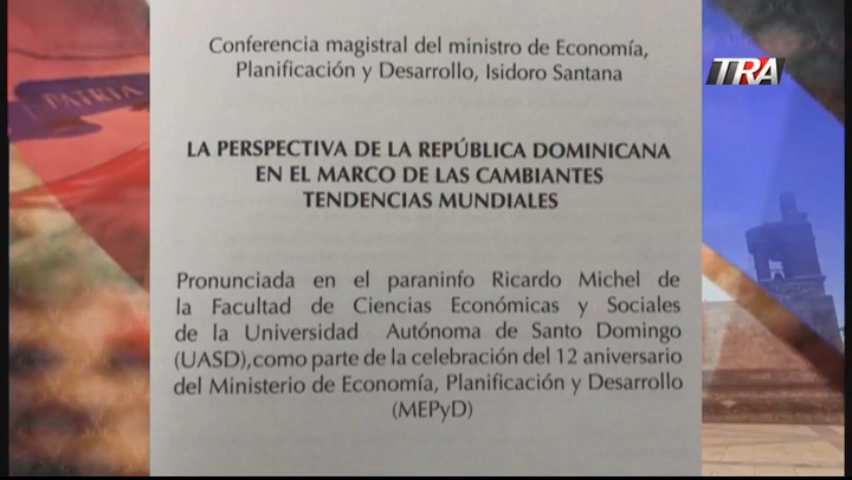 Conferencia magistral del ministro de Economía,
Planificación y Desarrollo, Isidoro Santana
LA PERSPECTIVA DE LA REPÚBLICA DOMINICANA
EN EL MARCO DE LAS CAMBIANTES
TENDENCIAS MUNDIALES
Pronunciada en el paraninfo Ricardo Michel de
la Facultad de Ciencias Económicas y Sociales
de la Universidad Autónoma de Santo Domingo
(UASD),como parte de la celebración del 12 aniversario
del Ministerio de Economía, Planificación y Desarrollo
(MEPyD)
TRA
PATRIA